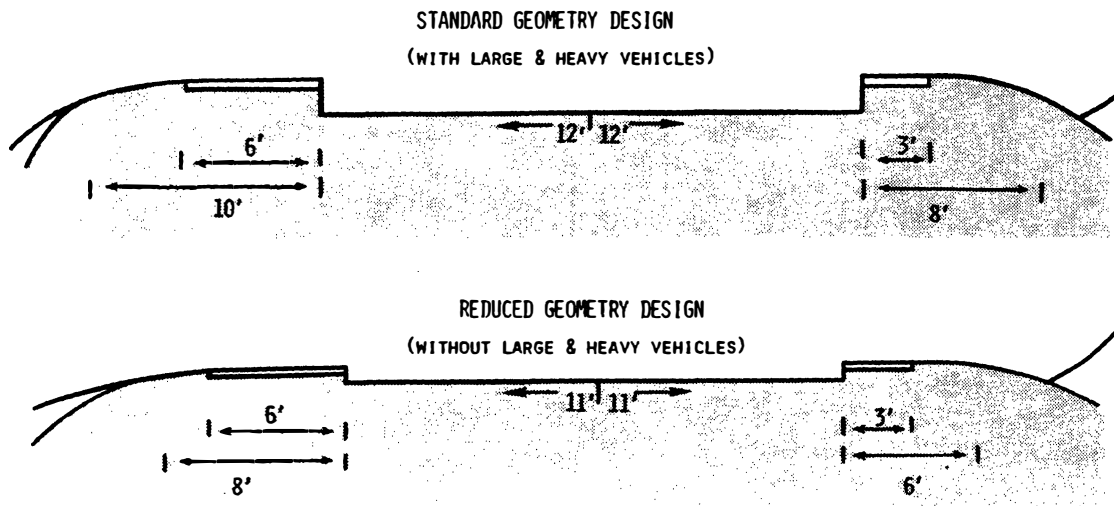 STANDARD GEOMETRY DESIGN
(WITH LARGE & HEAVY VEHICLES)
12' 12'
6'
3'
10'
8'
REDUCED GEOMETRY DESIGN
(WITHOUT LARGE & HEAVY VEHICLES)
11' 11'
6'
3'
8'
6'